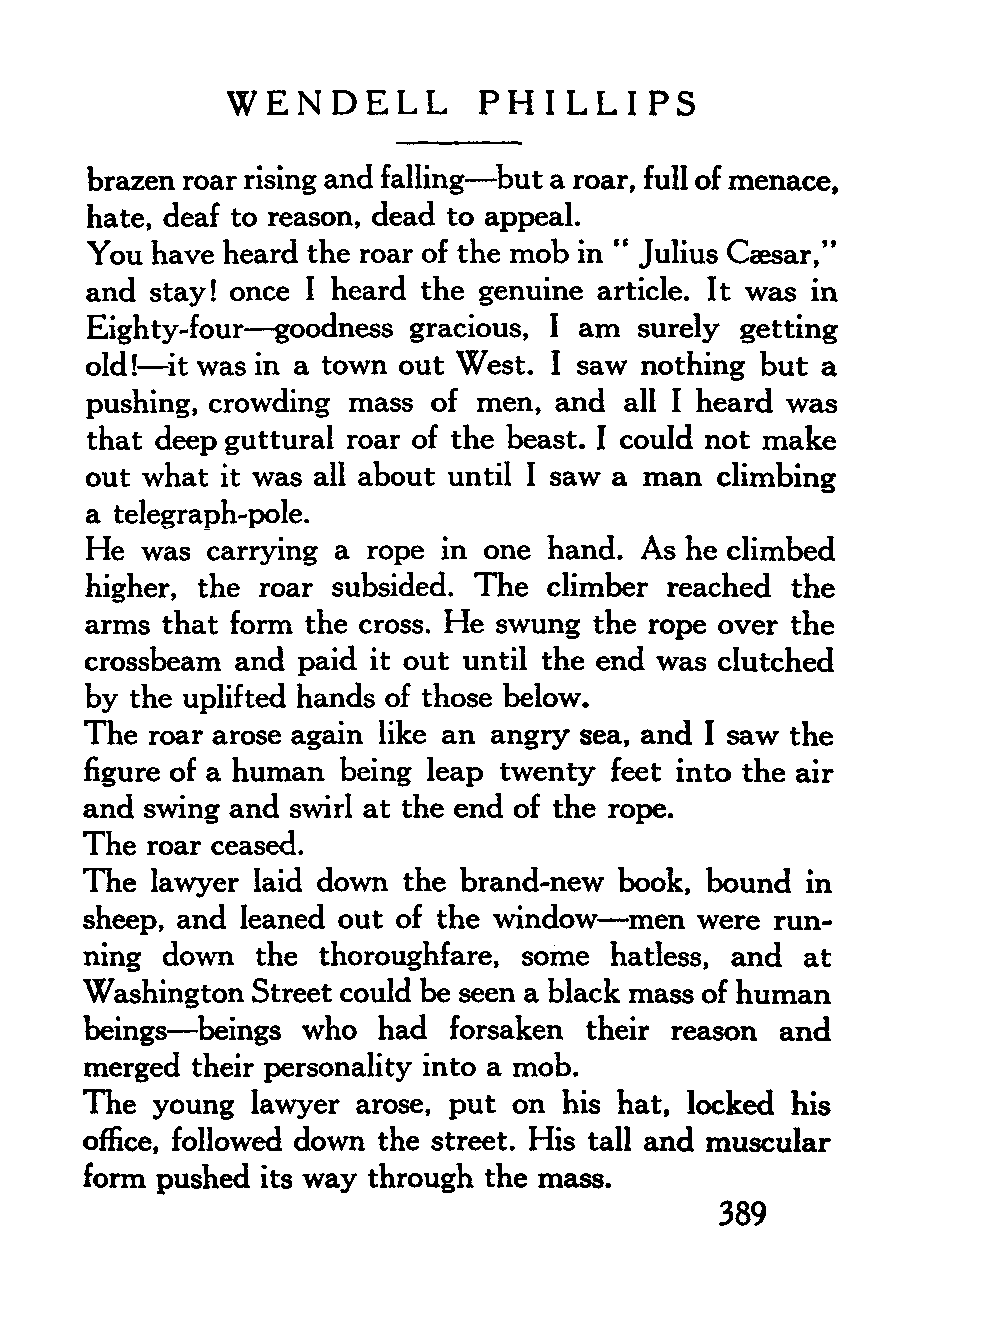 WENDELL PHILLIPS
brazen roar rising and falling—but a roar, full of menace,
hate, deaf to reason, dead to appeal.
You have heard the roar of the mob in " Julius Cæsar,"
and stay! once I heard the genuine article. It was in
Eighty-four—goodness gracious, I am surely getting
old!—it was in a town out West. I saw nothing but a
pushing, crowding mass of men, and all I heard was
that deep guttural roar of the beast. I could not make
out what it was all about until I saw a man climbing
a telegraph-pole.
He was carrying a rope in one hand. As he climbed
higher, the roar subsided. The climber reached the
arms that form the cross. He swung the rope over the
crossbeam and paid it out until the end was clutched
by the uplifted hands of those below.
The roar arose again like an angry sea, and I saw the
figure of a human being leap twenty feet into the air
and swing and swirl at the end of the rope.
The roar ceased.
The lawyer laid down the brand-new book, bound in
sheep, and leaned out of the window—men were run-
ning down the thoroughfare, some hatless, and at
Washington Street could be seen a black mass of human
beings—beings who had forsaken their reason and
merged their personality into a mob.
The young lawyer arose, put on his hat, locked his
office, followed down the street. His tall and muscular
form pushed its way through the mass.
389